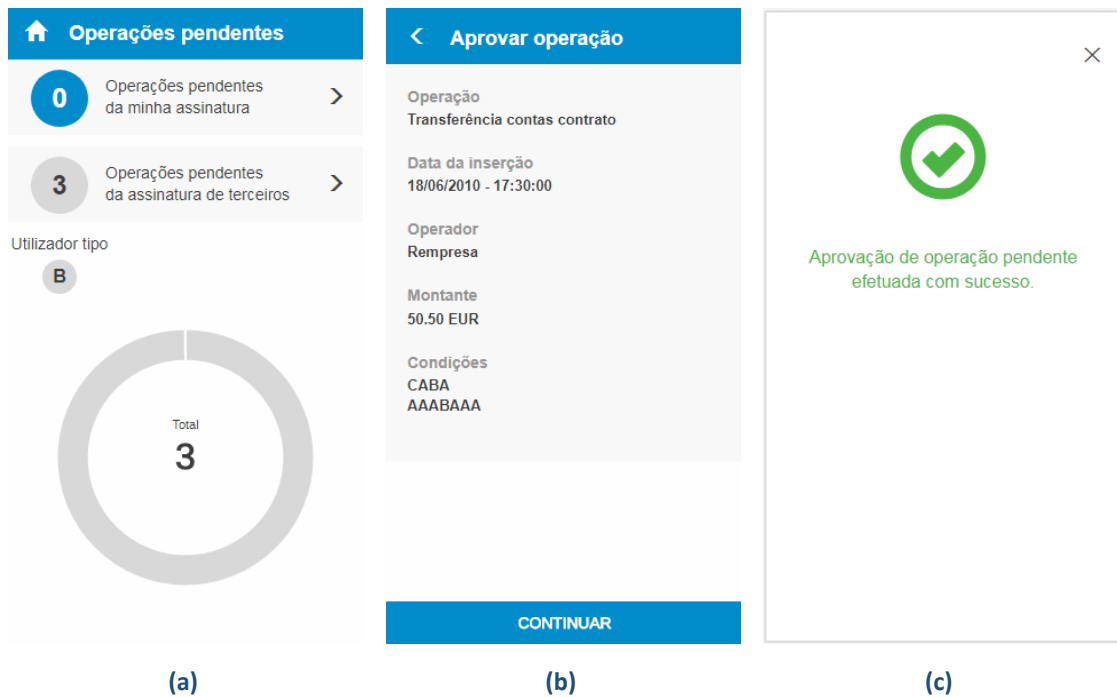 Operações pendentes
0
Operações pendentes
da minha assinatura
3
Operações pendentes
da assinatura de terceiros
Utilizador tipo
B
Total
3
(a)
Aprovar operação
Operação
Transferência contas contrato
Data da inserção
18/06/2010 - 17:30:00
Operador
Rempresa
Montante
50.50 EUR
Condições
CABA
AAABAAA
CONTINUAR
(b)
Aprovação de operação pendente
efetuada com sucesso.
(c)